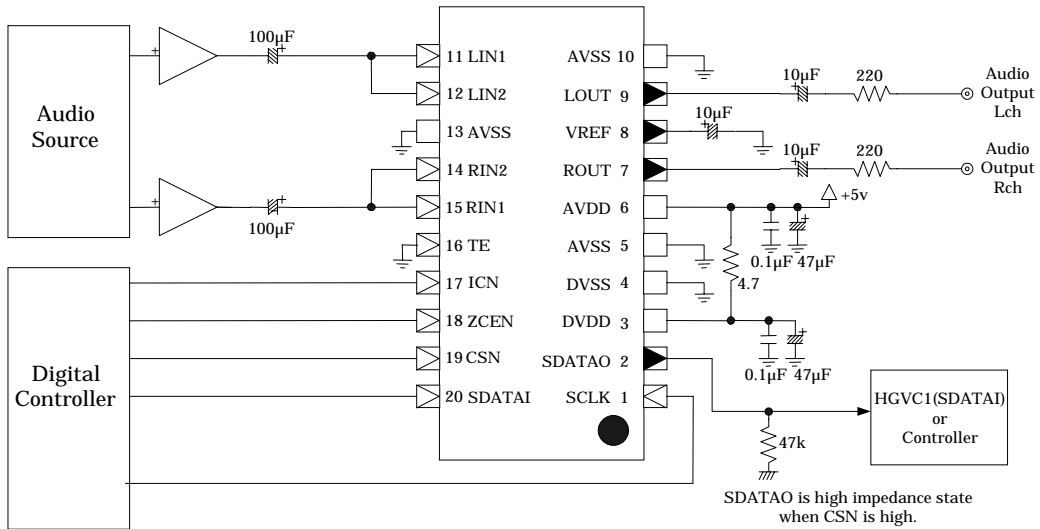 Audio
Source
+
100µF
+
11 LIN1
12 LIN2
13 AVSS
14 RIN2
15 RIN1
16 TE
17 ICN
18 ZCEN
19 CSN
20 SDATAI
+
+
100µF
Digital
Controller
AVSS 10
LOUT 9
VREF 8
ROUT 7
AVDD 6
AVSS 5
DVSS 4
DVDD 3
SDATAO 2
SCLK 1
10µF
+
220
Audio
Output
Lch
10µF
+
10µF
+
220
Audio
Output
Rch
+5v
+
0.1µF 47µF
4.7
+
0.1µF 47µF
HGVC1(SDATAI)
or
Controller
47k
SDATAO is high impedance state
when CSN is high.